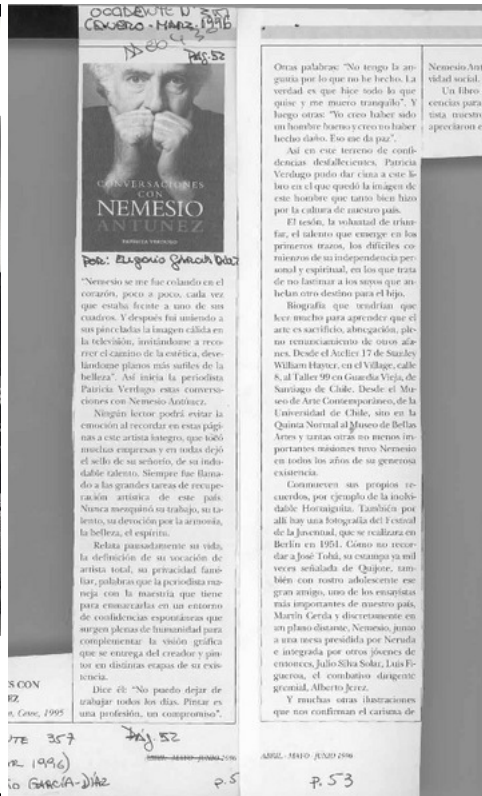 OCCIDENTE N° 357
(ENERO - MARZ. 1996
Pág. 52
CONVERSACIONES
CON
NEMESIO
ANTUNEZ
PATRICIA VERDUGO
POR: Eugenio García Díaz
"Nemesio se me fue colando en el
corazón, poco a poco, cada vez
que estaba frente a uno de sus
cuadros. Y después fui uniendo a
sus pinceladas la imagen cálida en
la televisión, invitándome a reco-
rrer el camino de la estética, deve-
lándome planos más sutiles de la
belleza". Así inicia la periodista
Patricia Verdugo estas conversa-
ciones con Nemesio Antúnez.
Ningún lector podrá evitar la
emoción al recordar en estas pági-
nas a este artista íntegro, que tomó
muchas empresas y en todas dejó
el sello de su señorío, de su indu-
dable talento. Siempre fue llama-
do a las grandes tareas de recupe-
ración artística de este país.
Nunca mezquinó su trabajo, su ta-
lento, su devoción por la armonía,
la belleza, el espíritu.
Relata pausadamente su vida,
la definición de su vocación de
artista total, su privacidad fami-
liar, palabras que la periodista ma-
neja con la maestría que tiene
para enmarcarlas en un entorno
de confidencias espontáneas que
surgen plenas de humanidad para
complementar la visión gráfica
que se entrega del creador y pin-
tor en distintas etapas de su exis-
tencia.
Dice él: "No puedo dejar de
trabajar todos los días. Pintar es
una profesión, un compromiso".
Pág. 52
ABRIL - MAYO - JUNIO 1996
P. 5
S CON
EZ
o, Cesoc, 1995
NTE 357
R 1996)
IO GARCÍA-DÍAZ
Otras palabras: "No tengo la an-
gustia por lo que no he hecho. La
verdad es que hice todo lo que
quise y me muero tranquilo". Y
luego otras: "Yo creo haber sido
un hombre bueno y creo no haber
hecho daño. Eso me da paz".
Así en este terreno de confi-
dencias desfallecientes, Patricia
Verdugo pudo dar cima a este li-
bro en el que quedó la imagen de
este hombre que tanto bien hizo
por la cultura de nuestro país.
El tesón, la voluntad de triun-
far, el talento que emerge en los
primeros trazos, los difíciles co-
mienzos de su independencia per-
sonal y espiritual, en los que trata
de no lastimar a los suyos que an-
helan otro destino para el hijo.
Biografía que tendrían que
leer mucho para aprender que el
arte es sacrificio, abnegación, ple-
no renunciamiento de otros afa-
nes. Desde el Atelier 17 de Stanley
William Hayter, en el Village, calle
8, al Taller 99 en Guardia Vieja, de
Santiago de Chile. Desde el Mu-
seo de Arte Contemporáneo, de la
Universidad de Chile, sito en la
Quinta Normal al Museo de Bellas
Artes y tantas otras no menos im-
portantes misiones tuvo Nemesio
en todos los años de su generosa
existencia.
Conmueven sus propios re-
cuerdos, por ejemplo de la inolvi-
dable Hormiguita. También por
allí hay una fotografía del Festival
de la Juventud, que se realizara en
Berlín en 1951. Cómo no recor-
dar a José Tohá, su estampa ya mil
veces señalada de Quijote, tam-
bién con rostro adolescente ese
gran amigo, uno de los ensayistas
más importantes de nuestro país,
Martín Cerda y discretamente en
un plano distante, Nemesio, junto
a una mesa presidida por Neruda
e integrada por otros jóvenes de
entonces, Julio Silva Solar, Luis Fi-
gueroa, el combativo dirigente
gremial, Alberto Jerez.
Y muchas otras ilustraciones
que nos confirman el carisma de
ABRIL - MAYO - JUNIO 1996
P. 53
Nemesio Ant
vidad social.
Un libro
cencias para
tista nuestro
apreciaron e